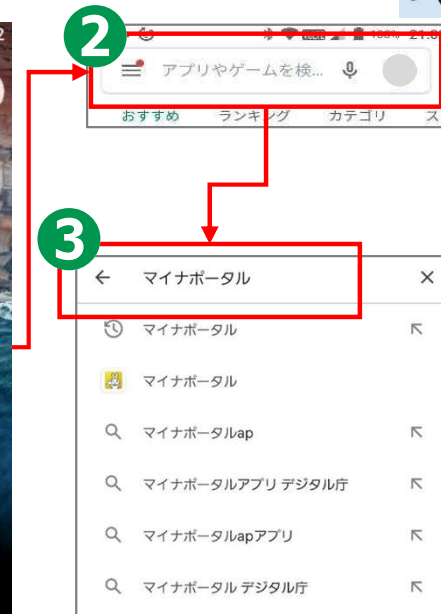 2
アプリやゲームを検...
おすすめ ランキング カテゴリ
3
マイナポータル
マイナポータル
マイナポータル
マイナポータルap
マイナポータルアプリ デジタル庁
マイナポータルapアプリ
マイナポータル デジタル庁